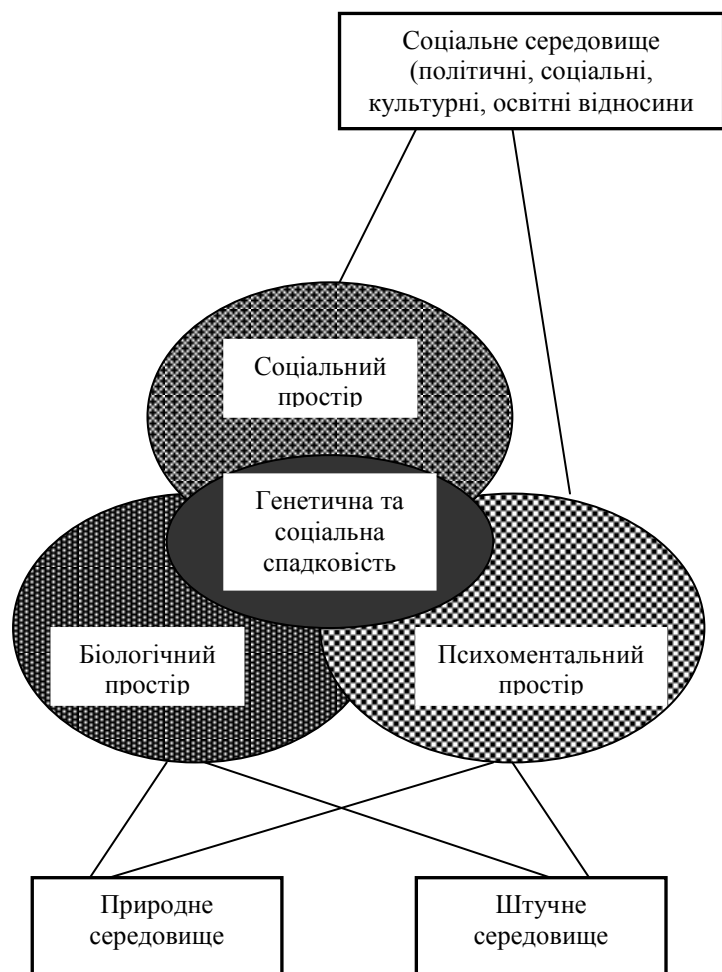 Соціальне середовище
(політичні, соціальні,
культурні, освітні відносини
Соціальний
простір
Генетична та
соціальна
спадковість
Біологічний
простір
Психоментальний
простір
Природне
середовище
Штучне
середовище